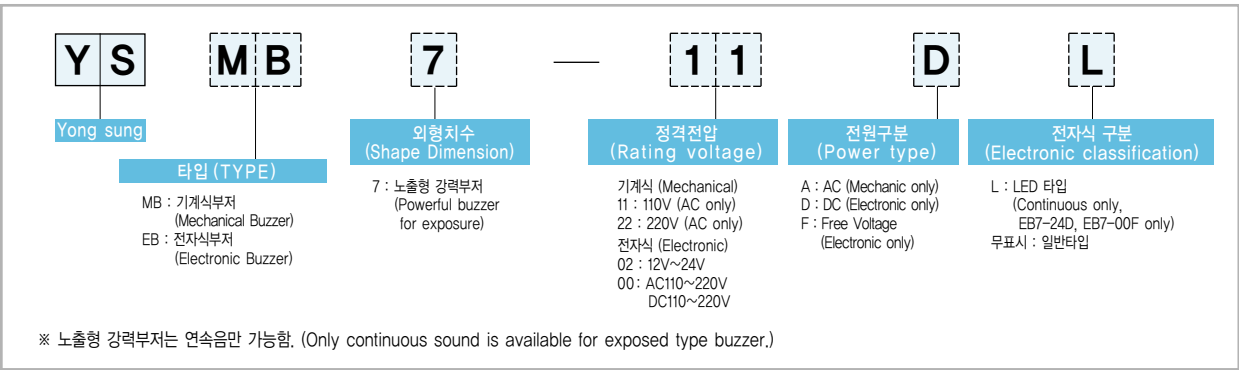 YS MB 7 — 11 D L
Yong sung
타입 (TYPE)
MB : 기계식부저
(Mechanical Buzzer)
EB : 전자식부저
(Electronic Buzzer)
외형치수
(Shape Dimension)
7 : 노출형 강력부저
(Powerful buzzer
for exposure)
정격전압
(Rating voltage)
기계식 (Mechanical)
11 : 110V (AC only)
22 : 220V (AC only)
전자식 (Electronic)
02 : 12V~24V
00 : AC110~220V
DC110~220V
전원구분
(Power type)
A : AC (Mechanic only)
D : DC (Electronic only)
F : Free Voltage
(Electronic only)
전자식 구분
(Electronic classification)
L : LED 타입
(Continuous only,
EB7-24D, EB7-00F only)
무표시 : 일반타입
※ 노출형 강력부저는 연속음만 가능함. (Only continuous sound is available for exposed type buzzer.)